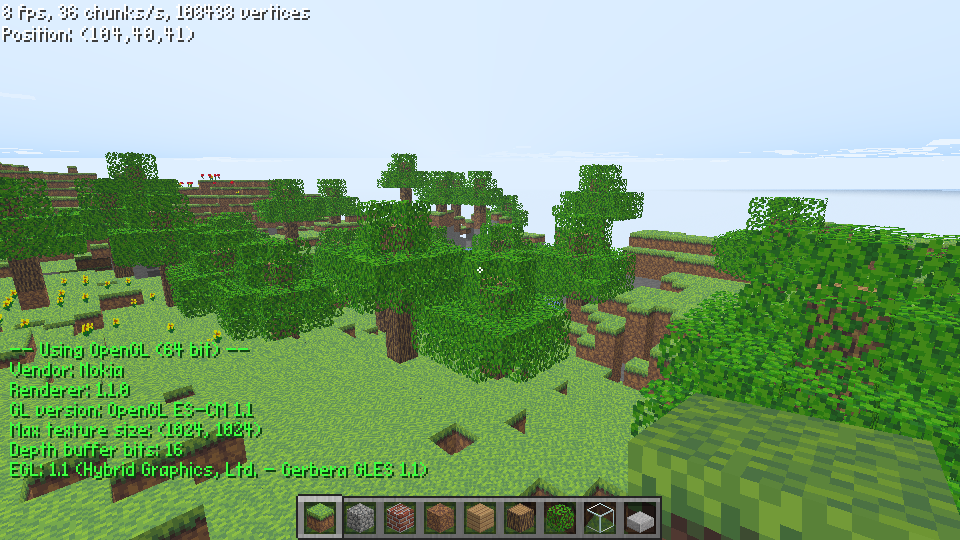 8 fps, 36 chunks/s, 108438 vertices
Position: (104,40,41)
-- Using OpenGL (64 bit) --
Vendor: Nokia
Renderer: 1.1.0
GL version: OpenGL ES-CM 1.1
Max texture size: (1024, 1024)
Depth buffer bits: 16
EGL: 1.1 (Hybrid Graphics, Ltd. - Gerbera GLES 1.1)